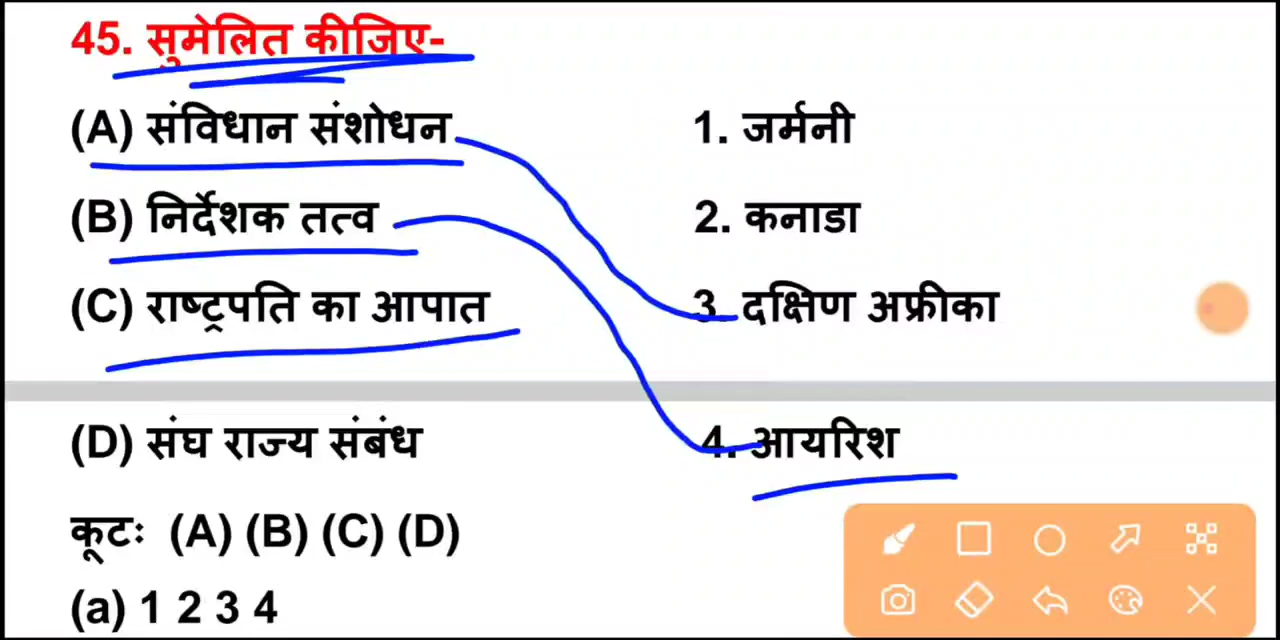 45. सुमेलित कीजिए-
(A) संविधान संशोधन 1. जर्मनी
(B) निर्देशक तत्व 2. कनाडा
(C) राष्ट्रपति का आपात 3. दक्षिण अफ्रीका
(D) संघ राज्य संबंध 4. आयरिश
कूटः (A) (B) (C) (D)
(a) 1 2 3 4